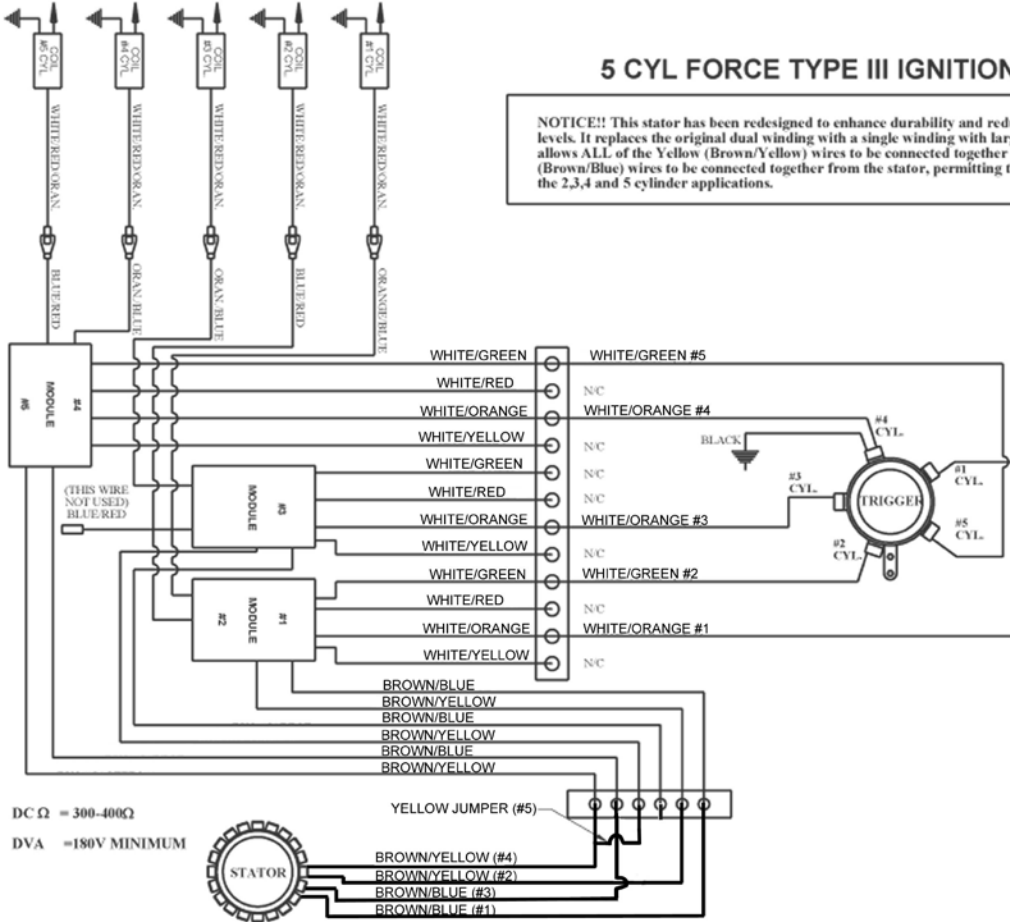 COIL
#5 CYL
COIL
#4 CYL
COIL
#3 CYL
COIL
#2 CYL
COIL
#1 CYL
5 CYL FORCE TYPE III IGNITION
NOTICE!! This stator has been redesigned to enhance durability and red
levels. It replaces the original dual winding with a single winding with lar
allows ALL of the Yellow (Brown/Yellow) wires to be connected together
(Brown/Blue) wires to be connected together from the stator, permitting t
the 2,3,4 and 5 cylinder applications.
WHITE/RED/ORAN.
WHITE/RED/ORAN.
WHITE/RED/ORAN.
WHITE/RED/ORAN.
WHITE/RED/ORAN.
BLUE/RED
ORAN./BLUE
ORAN./BLUE
BLUE/RED
ORANGE/BLUE
#5
MODULE
#4
WHITE/GREEN
WHITE/GREEN #5
WHITE/RED
N/C
WHITE/ORANGE
WHITE/ORANGE #4
WHITE/YELLOW
N/C
WHITE/GREEN
N/C
WHITE/RED
N/C
WHITE/ORANGE
WHITE/ORANGE #3
WHITE/YELLOW
N/C
WHITE/GREEN
WHITE/GREEN #2
WHITE/RED
N/C
WHITE/ORANGE
WHITE/ORANGE #1
WHITE/YELLOW
N/C
(THIS WIRE
NOT USED)
BLUE/RED
MODULE
#3
#2
MODULE
#1
BLACK
#4
CYL.
#1
CYL.
#3
CYL.
TRIGGER
#5
CYL.
#2
CYL.
BROWN/BLUE
BROWN/YELLOW
BROWN/BLUE
BROWN/YELLOW
BROWN/BLUE
BROWN/YELLOW
DC Ω = 300-400Ω
DVA =180V MINIMUM
YELLOW JUMPER (#5)
STATOR
BROWN/YELLOW (#4)
BROWN/YELLOW (#2)
BROWN/BLUE (#3)
BROWN/BLUE (#1)